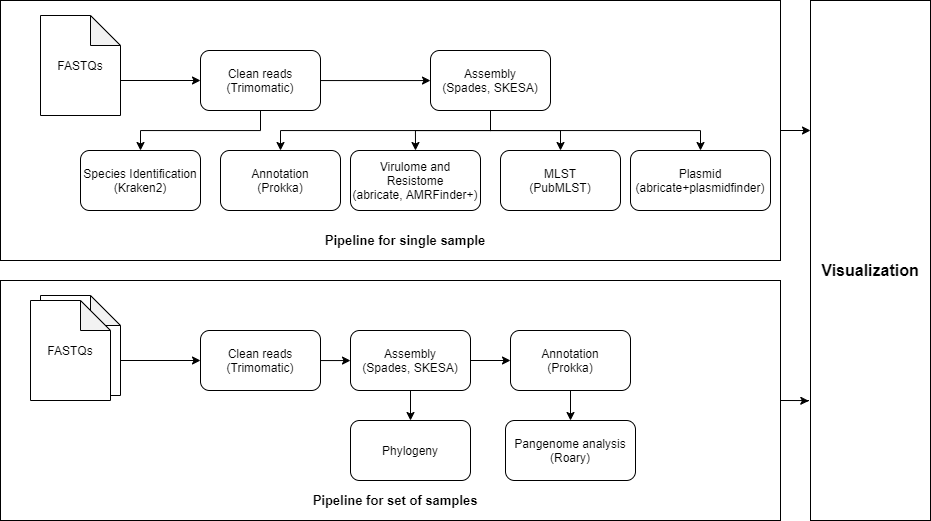 FASTQs
Clean reads
(Trimomatic)
Assembly
(Spades, SKESA)
Species Identification
(Kraken2)
Annotation
(Prokka)
Virulome and
Resistome
(abricate, AMRFinder+)
MLST
(PubMLST)
Plasmid
(abricate+plasmidfinder)
Pipeline for single sample
Visualization
FASTQs
Clean reads
(Trimomatic)
Assembly
(Spades, SKESA)
Annotation
(Prokka)
Phylogeny
Pangenome analysis
(Roary)
Pipeline for set of samples